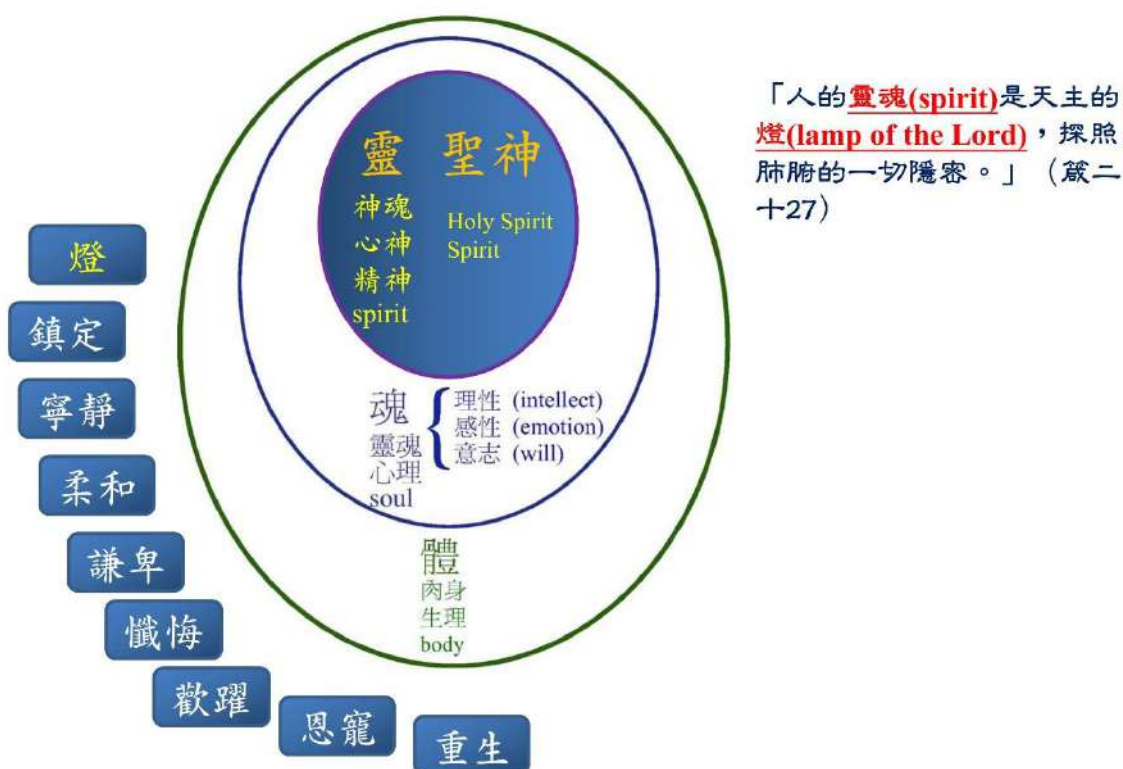 靈 聖神
神魂
心神
精神
spirit
Holy Spirit
Spirit
魂
靈魂
心理
soul
理性 (intellect)
感性 (emotion)
意志 (will)
體
肉身
生理
body
「人的靈魂(spirit)是天主的
燈(lamp of the Lord)，探照
肺腑的一切隱密。」（箴二
十27）
燈
鎮定
寧靜
柔和
謙卑
懺悔
歡躍
恩寵
重生